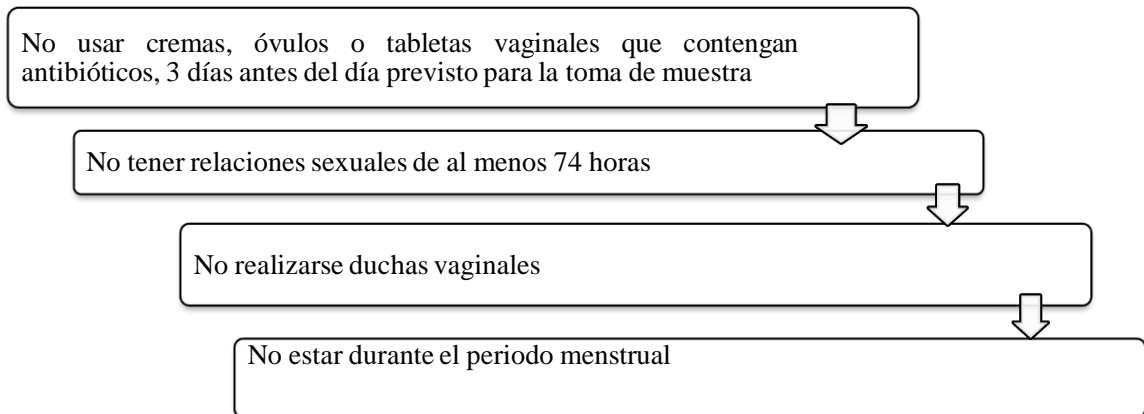 No usar cremas, óvulos o tabletas vaginales que contengan
antibióticos, 3 días antes del día previsto para la toma de muestra
No tener relaciones sexuales de al menos 74 horas
No realizarse duchas vaginales
No estar durante el periodo menstrual